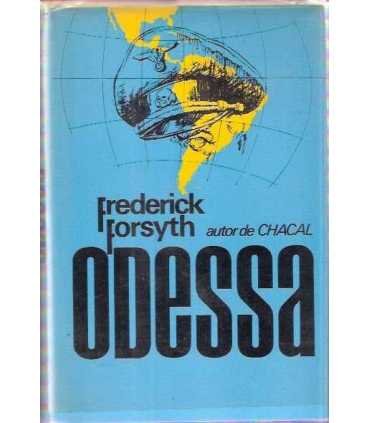 Frederick
Forsyth autor de CHACAL
ODESSA